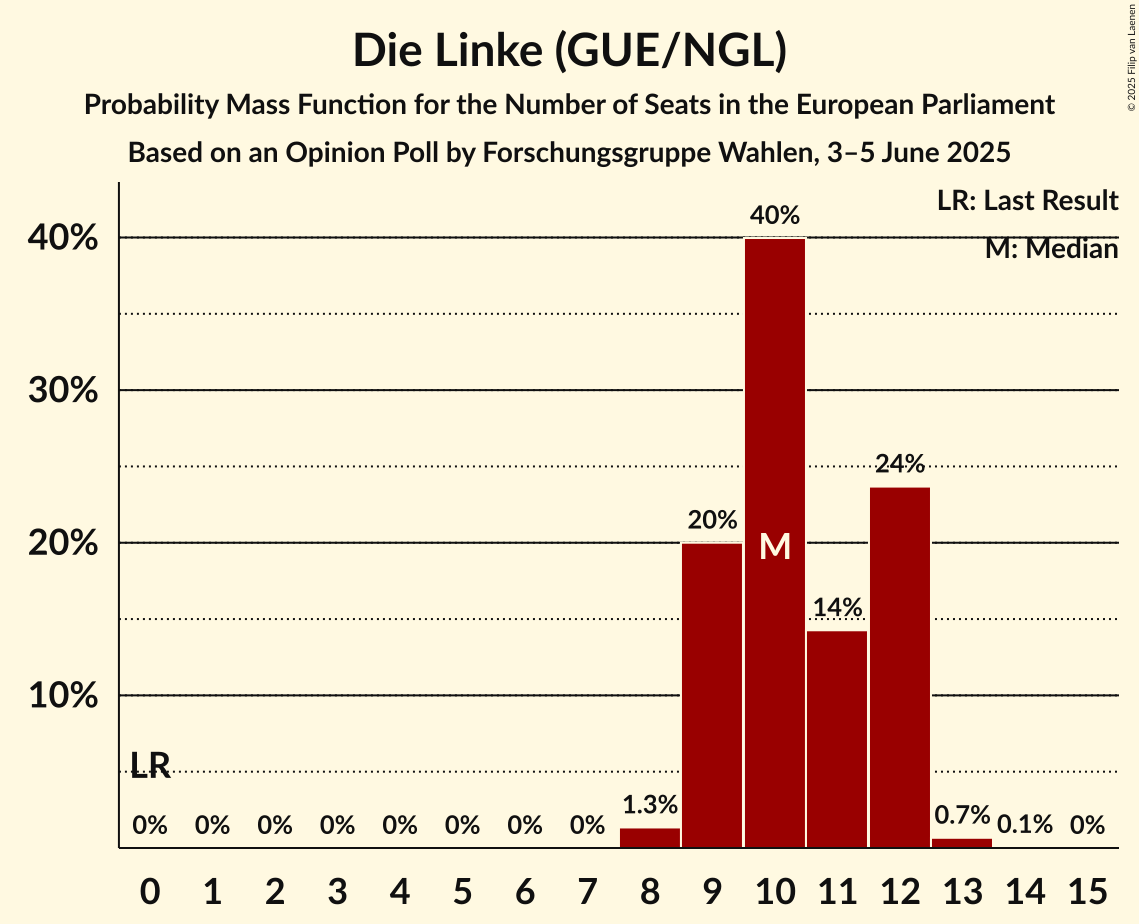 Die Linke (GUE/NGL)
Probability Mass Function for the Number of Seats in the European Parliament
Based on an Opinion Poll by Forschungsgruppe Wahlen, 3–5 June 2025
© 2025 Filip van Laenen
LR: Last Result
M: Median
40%
30%
20%
10%
40%
24%
20%
M
14%
LR
0% 0% 0% 0% 0% 0% 0% 0% 1.3% 0.7% 0.1% 0%
0 1 2 3 4 5 6 7 8 9 10 11 12 13 14 15